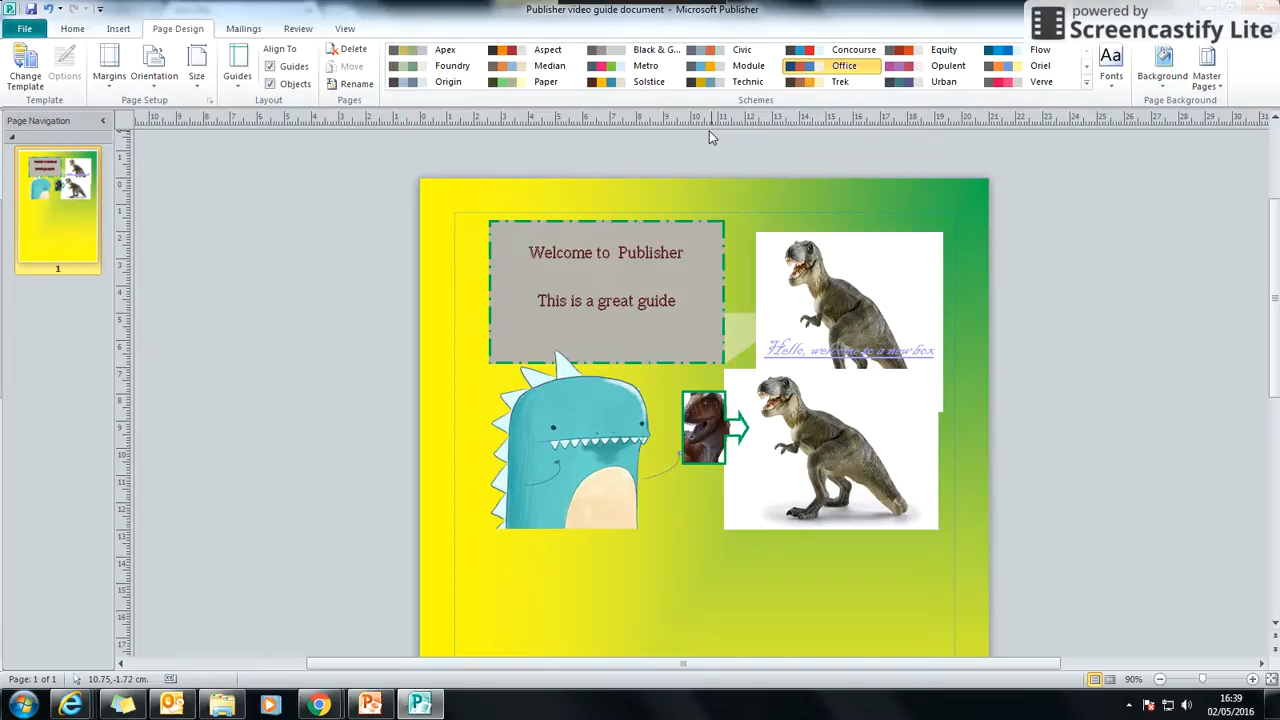 Publisher video guide document - Microsoft Publisher
powered by
Screencastify Lite
File Home Insert Page Design Mailings Review View
Change Template
Options
Template
Margins Orientation Size
Page Setup
Guides
Align To
Guides
Layout
Delete
Move
Rename
Pages
Apex Aspect Black & G... Civic Concourse Equity Flow
Foundry Median Metro Module Office Opulent Oriel
Origin Paper Solstice Technic Trek Urban Verve
Schemes
Fonts
Background
Master Pages
Page Background
Page Navigation
1
Welcome to Publisher
This is a great guide
Hello, welcome to a new box
Page: 1 of 1
10.75, -1.72 cm.
90%
16:39
02/05/2016